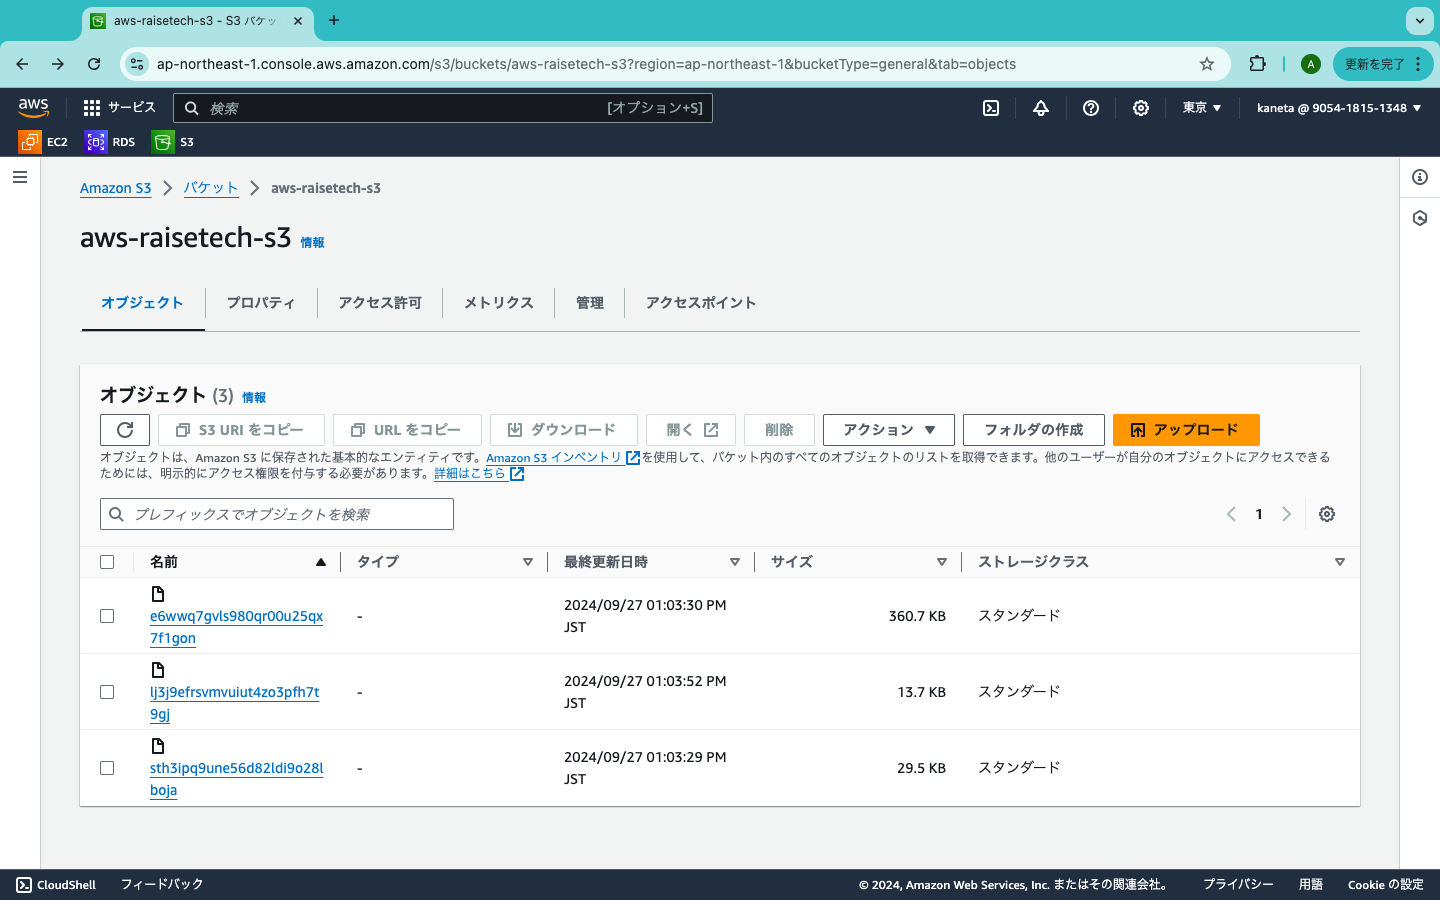 aws-raisetech-s3 - S3 バケッ
ap-northeast-1.console.aws.amazon.com/s3/buckets/aws-raisetech-s3?region=ap-northeast-1&bucketType=general&tab=objects
A
更新を完了
aws
サービス
検索
[オプション+S]
東京
kaneta @ 9054-1815-1348
EC2
RDS
S3
Amazon S3
バケット
aws-raisetech-s3
aws-raisetech-s3 情報
オブジェクト
プロパティ
アクセス許可
メトリクス
管理
アクセスポイント
オブジェクト (3) 情報
S3 URI をコピー
URL をコピー
ダウンロード
開く
削除
アクション
フォルダの作成
アップロード
オブジェクトは、Amazon S3 に保存された基本的なエンティティです。Amazon S3 インベントリ を使用して、バケット内のすべてのオブジェクトのリストを取得できます。他のユーザーが自分のオブジェクトにアクセスできる
ためには、明示的にアクセス権限を付与する必要があります。詳細はこちら
プレフィックスでオブジェクトを検索
1
名前
タイプ
最終更新日時
サイズ
ストレージクラス
e6wwq7gvls980qr00u25qx
7f1gon
-
2024/09/27 01:03:30 PM
JST
360.7 KB
スタンダード
lj3j9efrsvmvuiut4zo3pfh7t
9gj
-
2024/09/27 01:03:52 PM
JST
13.7 KB
スタンダード
sth3ipq9une56d82ldi9o28l
boja
-
2024/09/27 01:03:29 PM
JST
29.5 KB
スタンダード
CloudShell
フィードバック
© 2024, Amazon Web Services, Inc. またはその関連会社。
プライバシー
用語
Cookie の設定